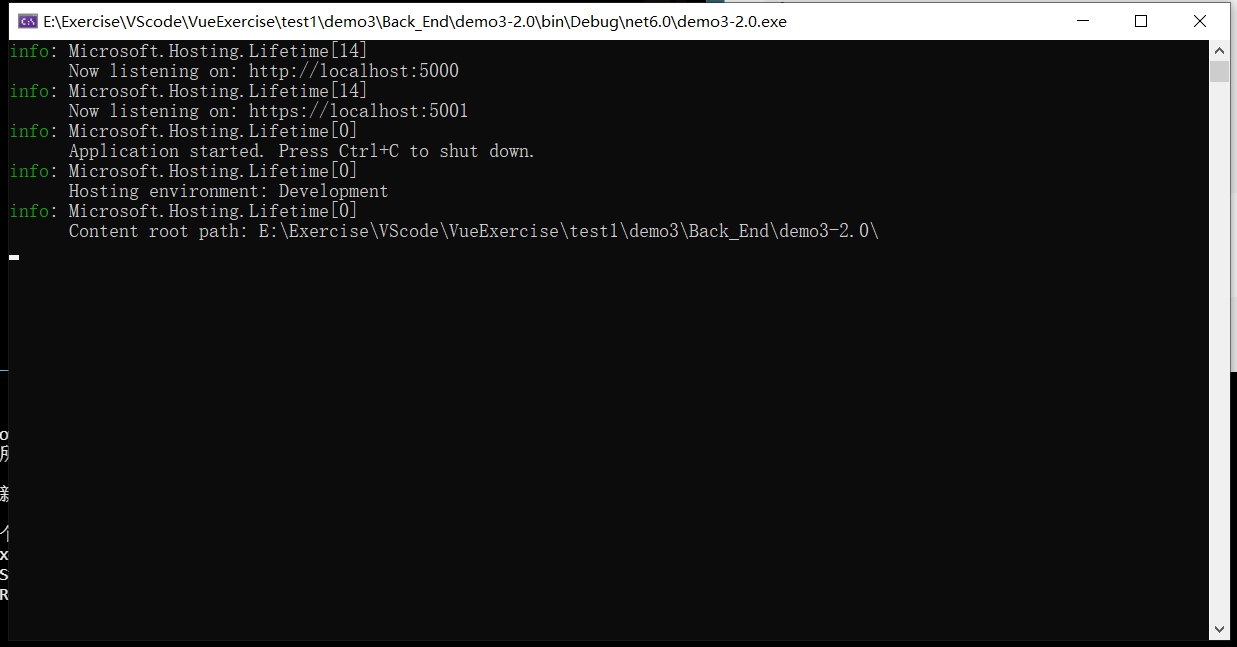 E:\Exercise\VScode\VueExercise\test1\demo3\Back_End\demo3-2.0\bin\Debug\net6.0\demo3-2.0.exe
info: Microsoft.Hosting.Lifetime[14]
Now listening on: http://localhost:5000
info: Microsoft.Hosting.Lifetime[14]
Now listening on: https://localhost:5001
info: Microsoft.Hosting.Lifetime[0]
Application started. Press Ctrl+C to shut down.
info: Microsoft.Hosting.Lifetime[0]
Hosting environment: Development
info: Microsoft.Hosting.Lifetime[0]
Content root path: E:\Exercise\VScode\VueExercise\test1\demo3\Back_End\demo3-2.0\